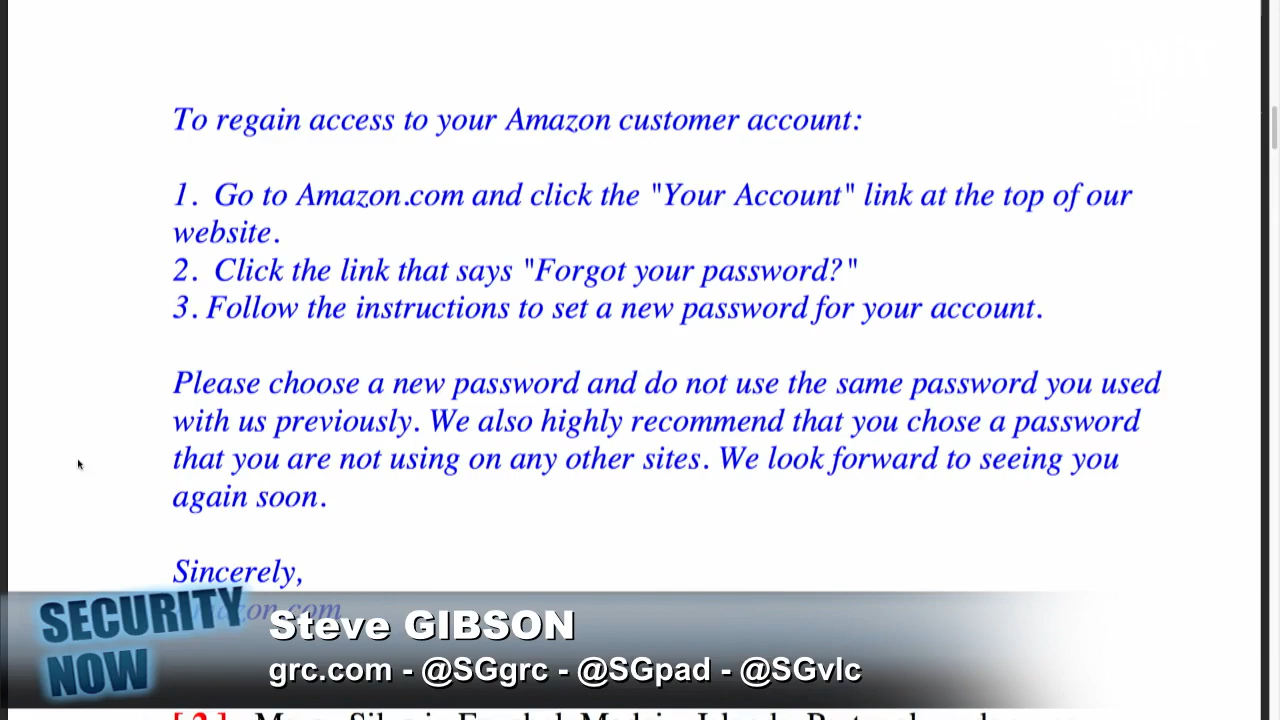 To regain access to your Amazon customer account:
1. Go to Amazon.com and click the "Your Account" link at the top of our
website.
2. Click the link that says "Forgot your password?"
3. Follow the instructions to set a new password for your account.
Please choose a new password and do not use the same password you used
with us previously. We also highly recommend that you chose a password
that you are not using on any other sites. We look forward to seeing you
again soon.
Sincerely,
SECURITY
NOW
Steve GIBSON
grc.com - @SGgrc - @SGpad - @SGvlc